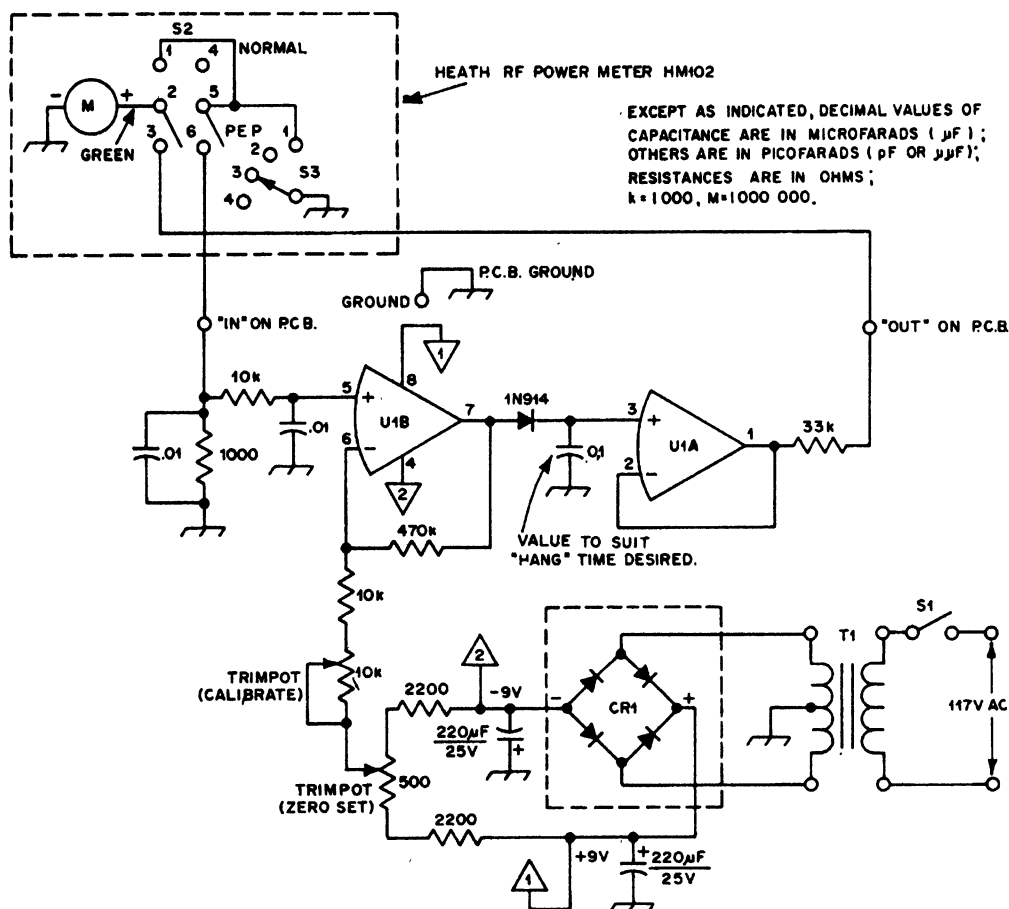 S2
1
4
NORMAL
HEATH RF POWER METER HM102
-
M
+
2
5
GREEN
3
6
PEP
1
2
3
S3
4
EXCEPT AS INDICATED, DECIMAL VALUES OF
CAPACITANCE ARE IN MICROFARADS ( µF ) ;
OTHERS ARE IN PICOFARADS ( pF OR µµF);
RESISTANCES ARE IN OHMS ;
k=1000, M=1000 000.
P.C.B. GROUND
GROUND
"IN" ON P.C.B.
"OUT" ON P.C.B.
1
10k
5
+
8
U1B
7
1N914
3
+
U1A
1
33k
.01
1000
.01
6
-
4
2
0.1
2
-
470k
VALUE TO SUIT
"HANG" TIME DESIRED.
10k
TRIMPOT
(CALIBRATE)
10k
2
-9V
2200
220µF
25V
+
-
CR1
+
T1
S1
117V AC
TRIMPOT
(ZERO SET)
500
2200
+9V
1
+
220µF
25V